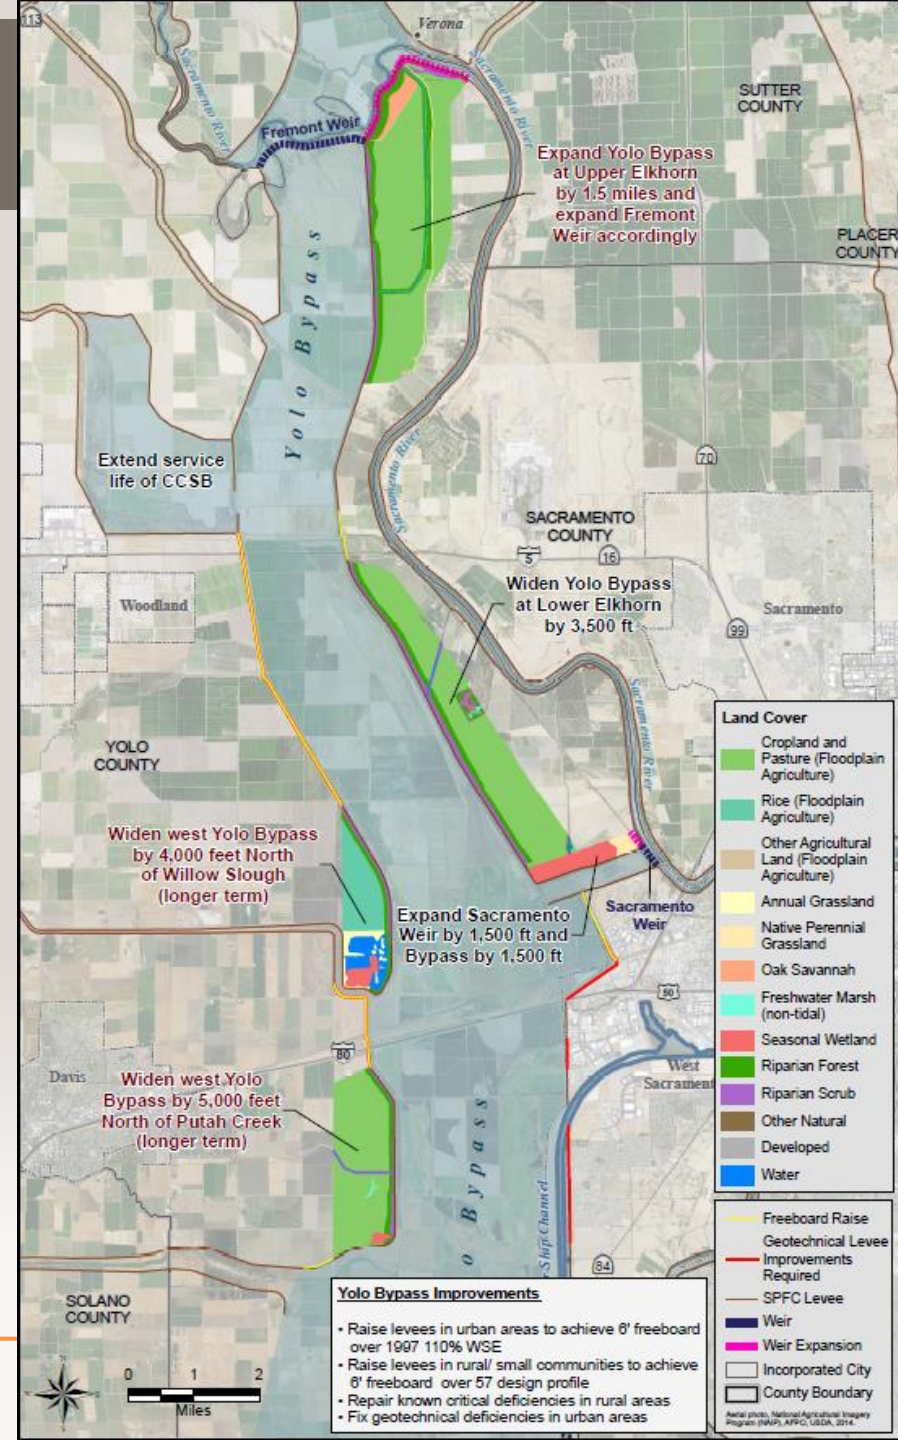 113
Verona
Sacramento River
Sacramento River
SUTTER
COUNTY
Fremont Weir
Expand Yolo Bypass
at Upper Elkhorn
by 1.5 miles and
expand Fremont
Weir accordingly
PLACER
COUNTY
Yolo Bypass
Sacramento River
Extend service
life of CCSB
70
SACRAMENTO
COUNTY
5
16
Woodland
Widen Yolo Bypass
at Lower Elkhorn
by 3,500 ft
Sacramento
99
Sacramento River
YOLO
COUNTY
Widen west Yolo Bypass
by 4,000 feet North
of Willow Slough
(longer term)
Expand Sacramento
Weir by 1,500 ft and
Bypass by 1,500 ft
Sacramento
Weir
50
80
Davis
West
Sacrament
Widen west Yolo
Bypass by 5,000 feet
North of Putah Creek
(longer term)
o Bypass
Ship Channel
84
SOLANO
COUNTY
0 1 2
Miles
Yolo Bypass Improvements
• Raise levees in urban areas to achieve 6' freeboard
over 1997 110% WSE
• Raise levees in rural/ small communities to achieve
6' freeboard over 57 design profile
• Repair known critical deficiencies in rural areas
• Fix geotechnical deficiencies in urban areas
Land Cover
Cropland and
Pasture (Floodplain
Agriculture)
Rice (Floodplain
Agriculture)
Other Agricultural
Land (Floodplain
Agriculture)
Annual Grassland
Native Perennial
Grassland
Oak Savannah
Freshwater Marsh
(non-tidal)
Seasonal Wetland
Riparian Forest
Riparian Scrub
Other Natural
Developed
Water
Freeboard Raise
Geotechnical Levee
Improvements
Required
SPFC Levee
Weir
Weir Expansion
Incorporated City
County Boundary
Aerial photo, National Agricultural Imagery
Program (NAIP), APFO, USDA, 2014.